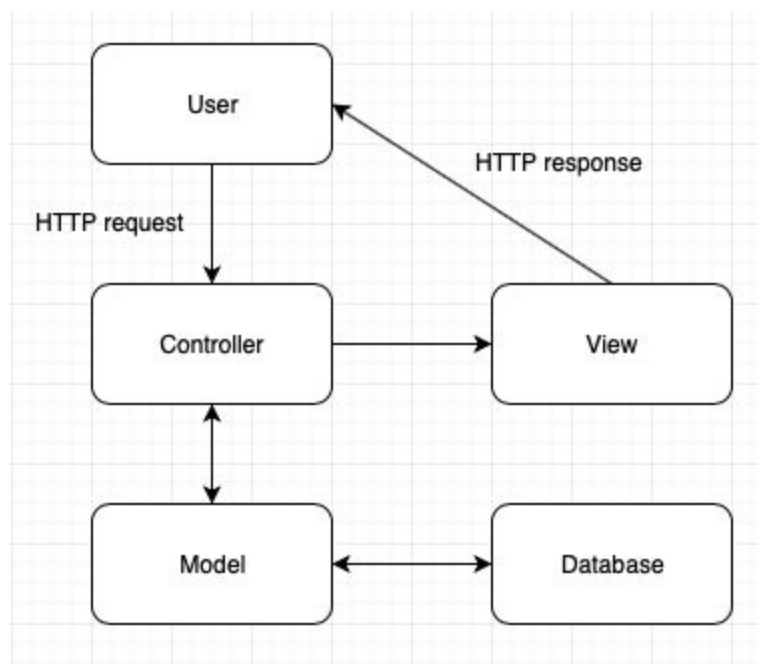 User
HTTP response
HTTP request
Controller
View
Model
Database